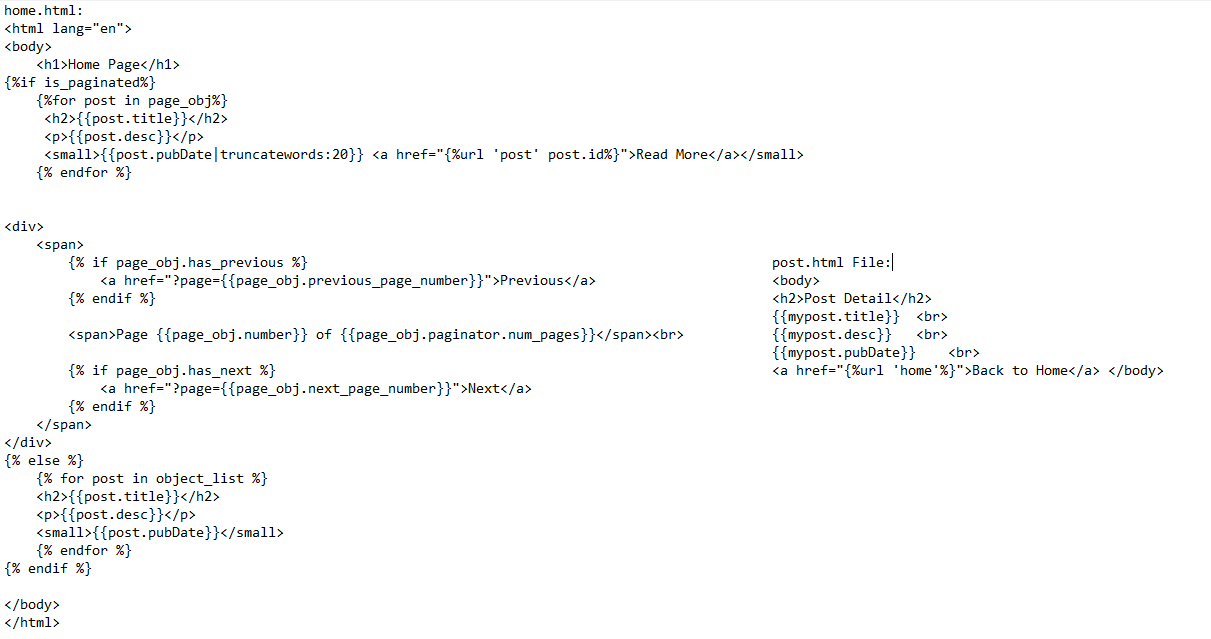 home.html:
<html lang="en">
<body>
    <h1>Home Page</h1>
{%if is_paginated%}
    {%for post in page_obj%}
     <h2>{{post.title}}</h2>
     <p>{{post.desc}}</p>
     <small>{{post.pubDate|truncatewords:20}} <a href="{%url 'post' post.id%}">Read More</a></small>
    {% endfor %}
<div>
    <span>
        {% if page_obj.has_previous %}
            <a href="?page={{page_obj.previous_page_number}}">Previous</a>
        {% endif %}
        <span>Page {{page_obj.number}} of {{page_obj.paginator.num_pages}}</span><br>
        {% if page_obj.has_next %}
            <a href="?page={{page_obj.next_page_number}}">Next</a>
        {% endif %}
    </span>
</div>
{% else %}
    {% for post in object_list %}
    <h2>{{post.title}}</h2>
    <p>{{post.desc}}</p>
    <small>{{post.pubDate}}</small>
    {% endfor %}
{% endif %}
</body>
</html>
post.html File:
<body>
<h2>Post Detail</h2>
{{mypost.title}}  <br>
{{mypost.desc}}   <br>
{{mypost.pubDate}}    <br>
<a href="{%url 'home'%}">Back to Home</a> </body>